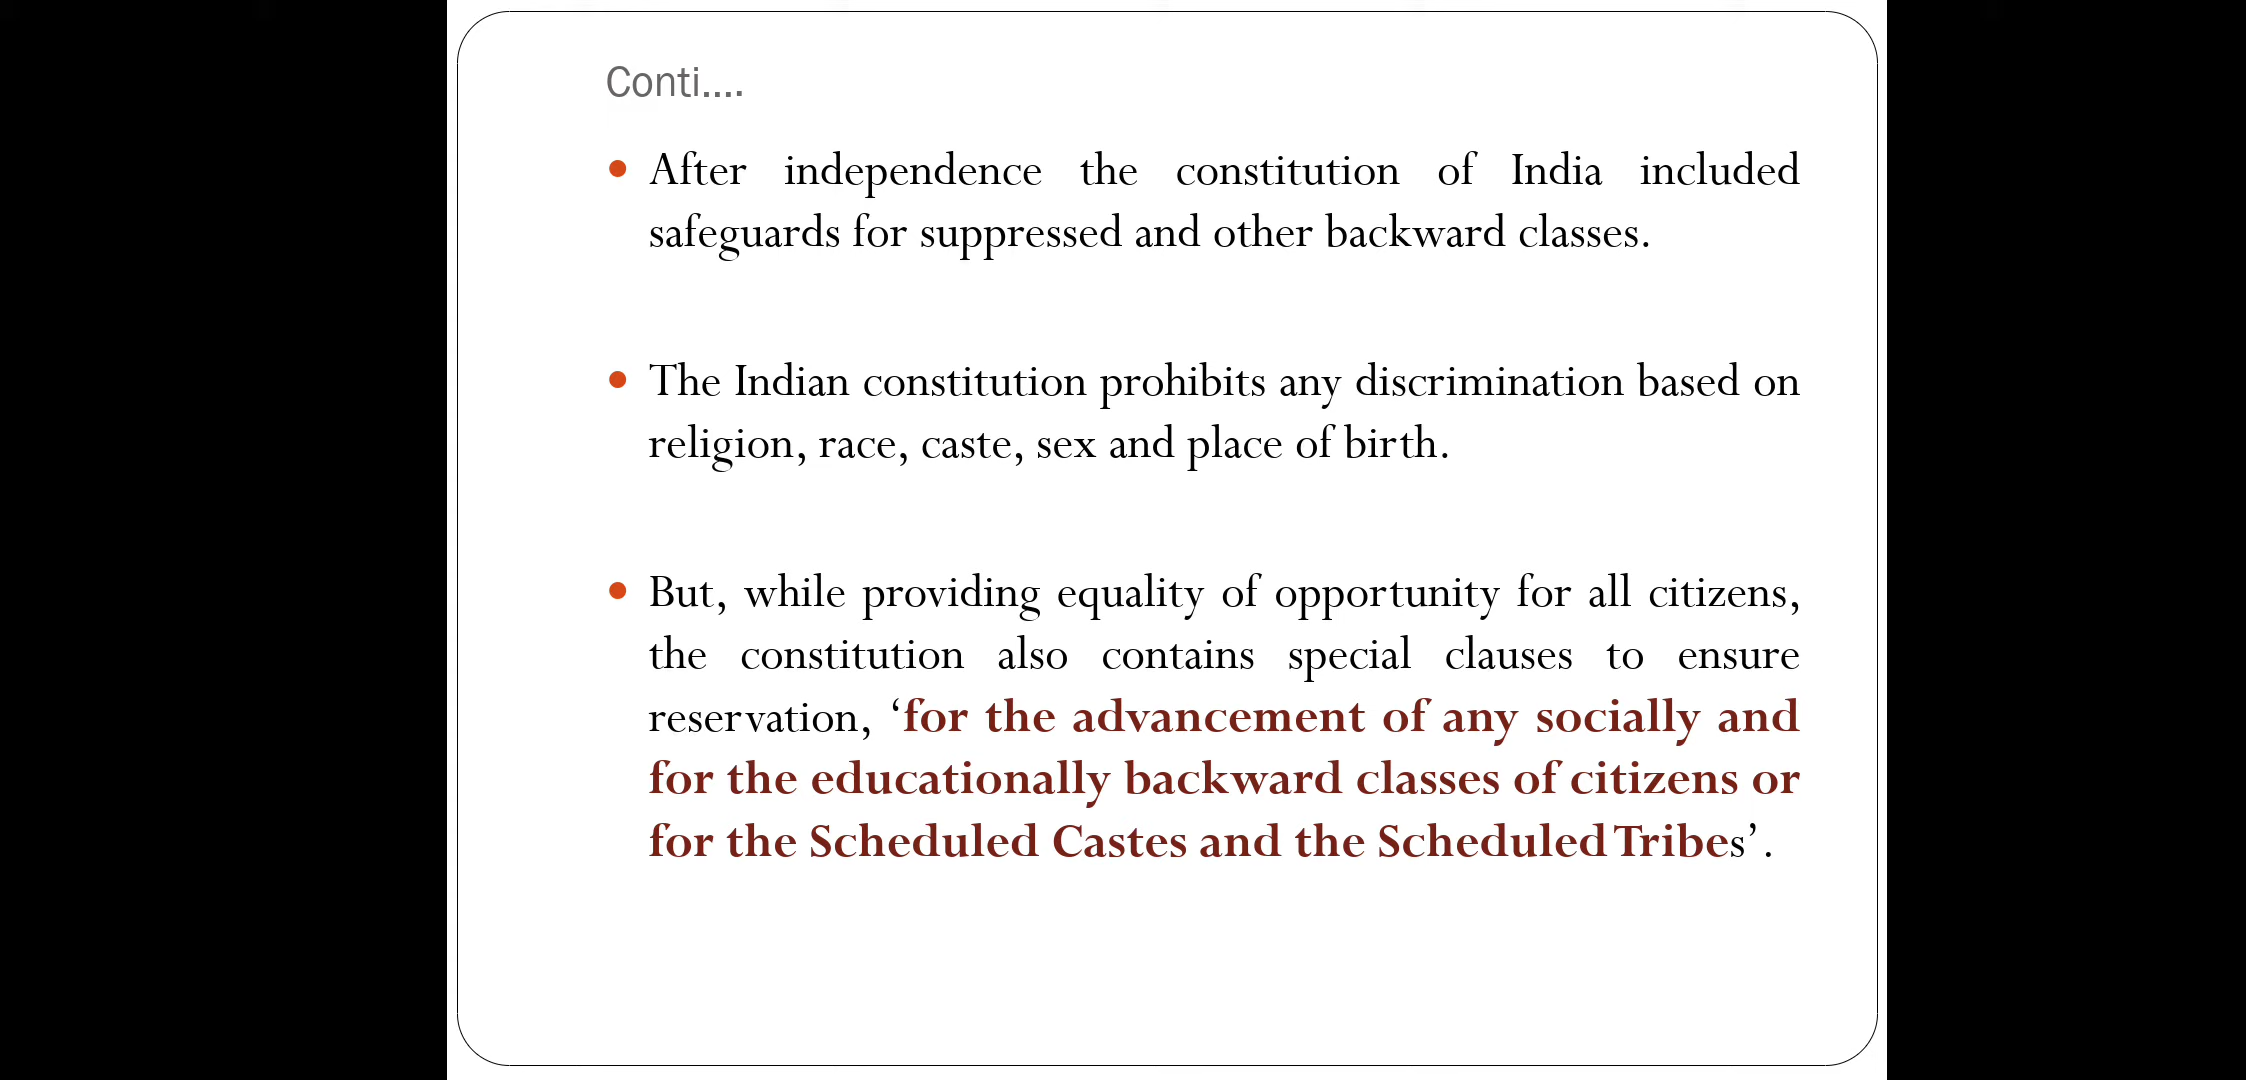 Conti....
After independence the constitution of India included
safeguards for suppressed and other backward classes.
The Indian constitution prohibits any discrimination based on
religion, race, caste, sex and place of birth.
But, while providing equality of opportunity for all citizens,
the constitution also contains special clauses to ensure
reservation, ‘for the advancement of any socially and
for the educationally backward classes of citizens or
for the Scheduled Castes and the Scheduled Tribes’.